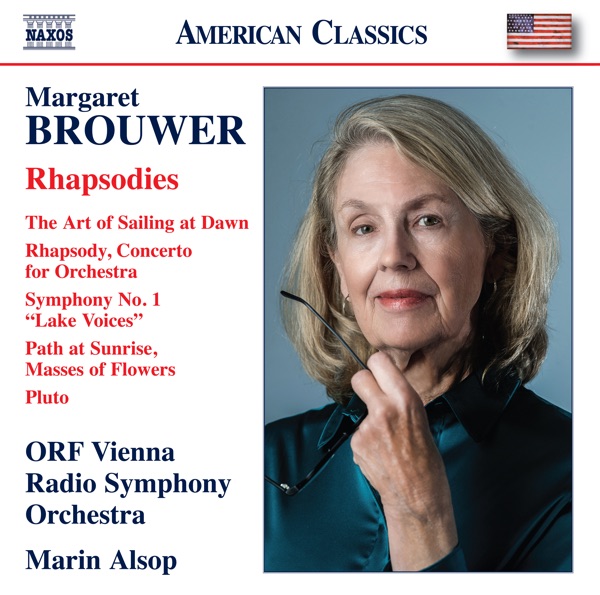 NAXOS
AMERICAN CLASSICS
Margaret
BROUWER
Rhapsodies
The Art of Sailing at Dawn
Rhapsody, Concerto
for Orchestra
Symphony No. 1
“Lake Voices”
Path at Sunrise,
Masses of Flowers
Pluto
ORF Vienna
Radio Symphony
Orchestra
Marin Alsop